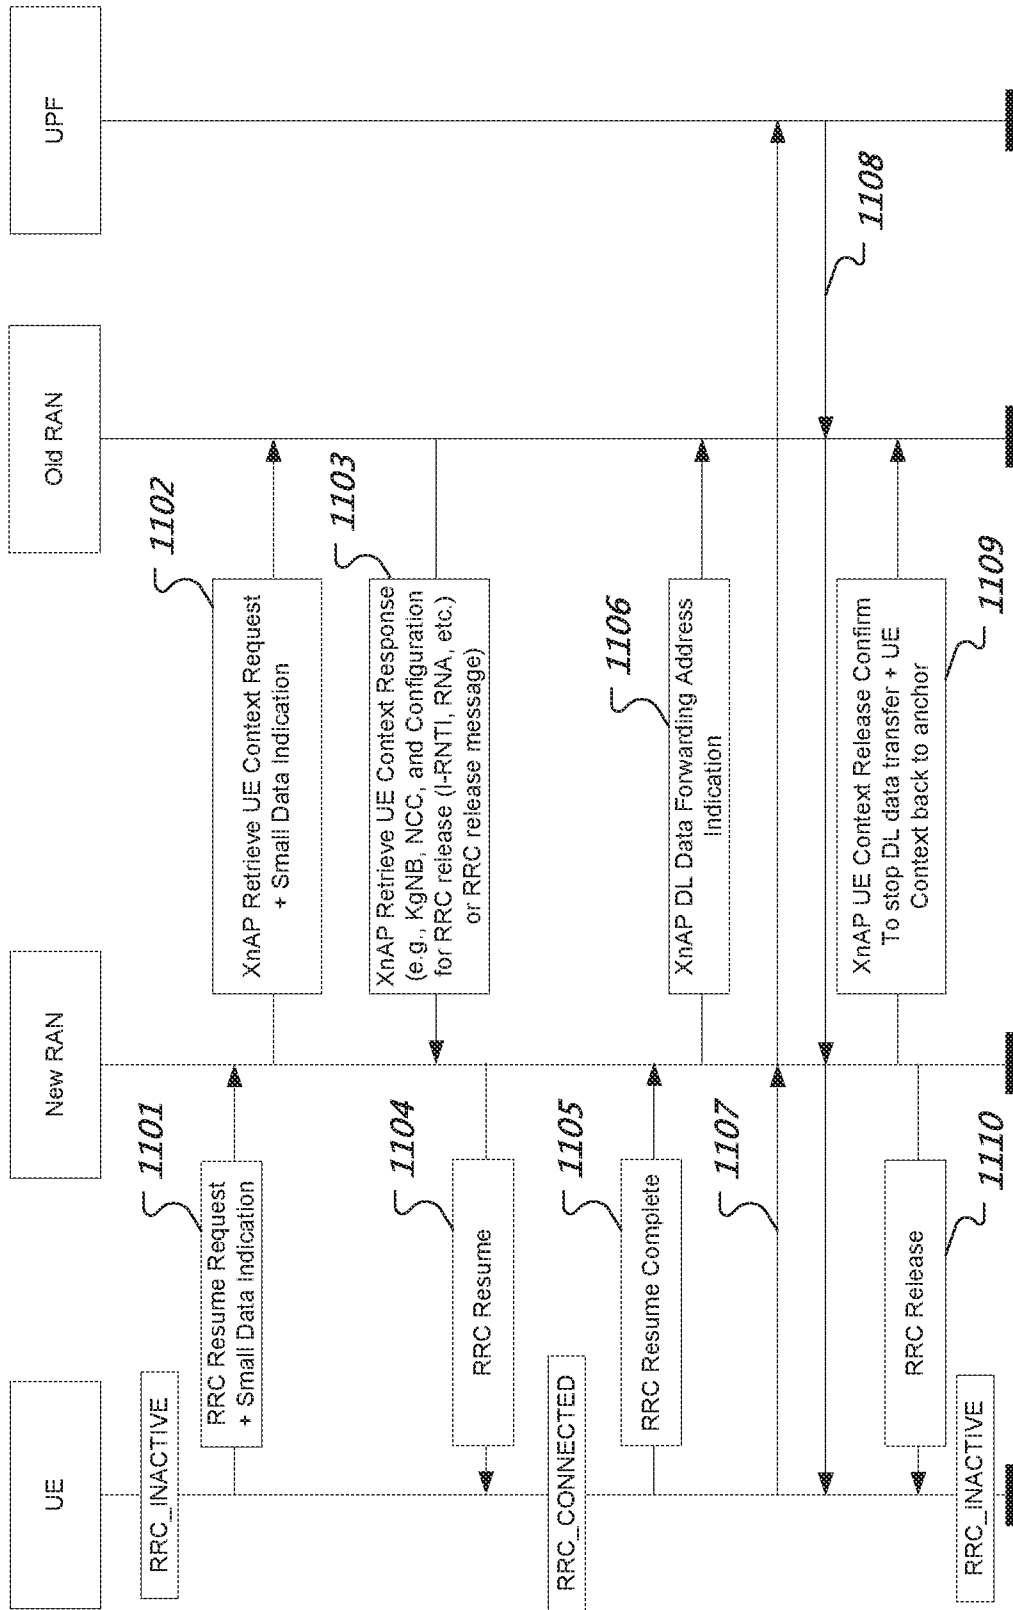 UE
New RAN
Old RAN
UPF
RRC_INACTIVE
1101
RRC Resume Request
+ Small Data Indication
1102
XnAP Retrieve UE Context Request
+ Small Data Indication
1103
XnAP Retrieve UE Context Response
(e.g., KgNB, NCC, and Configuration
for RRC release (I-RNTI, RNA, etc.)
or RRC release message)
1104
RRC Resume
RRC_CONNECTED
1105
RRC Resume Complete
1106
XnAP DL Data Forwarding Address
Indication
1107
1108
XnAP UE Context Release Confirm
To stop DL data transfer + UE
Context back to anchor
1109
RRC Release
1110
RRC_INACTIVE